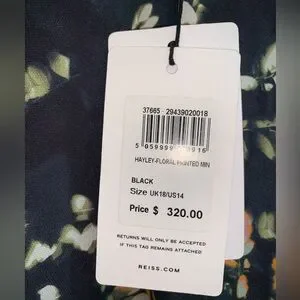 37665 - 29439020018
HAYLEY-FLORAL PRINTED MIN
BLACK
Size UK18/US14
Price $ 320.00
RETURNS WILL ONLY BE ACCEPTED
IF THIS TAG REMAINS ATTACHED
REISS.COM